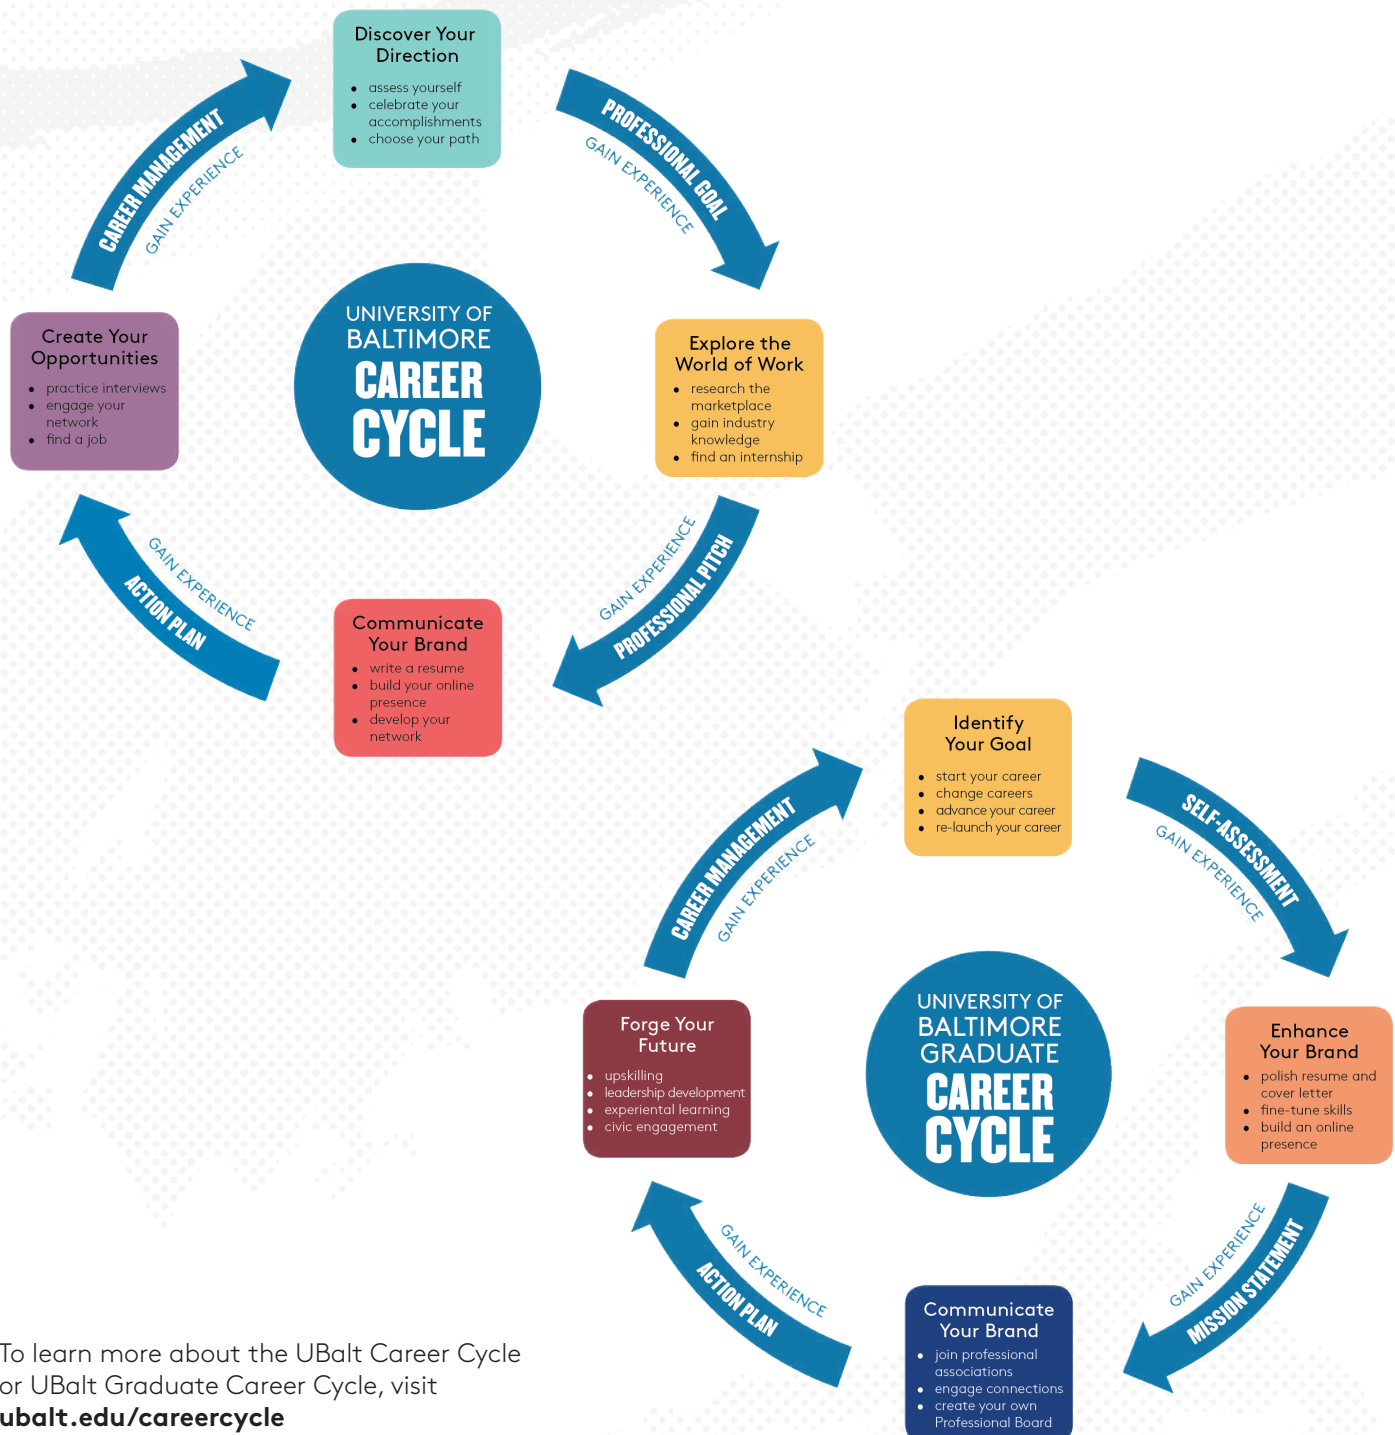 Discover Your
Direction
• assess yourself
• celebrate your
accomplishments
• choose your path
CAREER MANAGEMENT
GAIN EXPERIENCE
PROFESSIONAL GOAL
GAIN EXPERIENCE
Create Your
Opportunities
• practice interviews
• engage your
network
• find a job
UNIVERSITY OF
BALTIMORE
CAREER
CYCLE
Explore the
World of Work
• research the
marketplace
• gain industry
knowledge
• find an internship
GAIN EXPERIENCE
ACTION PLAN
GAIN EXPERIENCE
PROFESSIONAL PITCH
Communicate
Your Brand
• write a resume
• build your online
presence
• develop your
network
Identify
Your Goal
• start your career
• change careers
• advance your career
• re-launch your career
CAREER MANAGEMENT
GAIN EXPERIENCE
SELF-ASSESSMENT
GAIN EXPERIENCE
Forge Your
Future
• upskilling
• leadership development
• experiental learning
• civic engagement
UNIVERSITY OF
BALTIMORE
GRADUATE
CAREER
CYCLE
Enhance
Your Brand
• polish resume and
cover letter
• fine-tune skills
• build an online
presence
GAIN EXPERIENCE
ACTION PLAN
GAIN EXPERIENCE
MISSION STATEMENT
Communicate
Your Brand
• join professional
associations
• engage connections
• create your own
Professional Board
To learn more about the UBalt Career Cycle
or UBalt Graduate Career Cycle, visit
ubalt.edu/careercycle